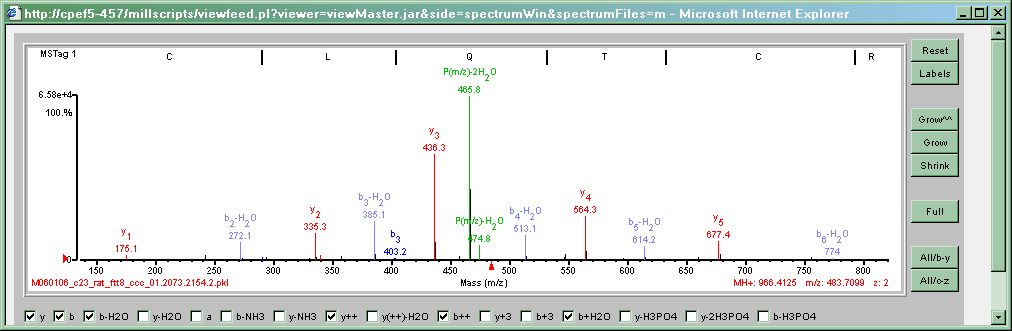 http://cpef5-457/millscripts/viewfeed.pl?viewer=viewMaster.jar&side=spectrumWin&spectrumFiles=m - Microsoft Internet Explorer
MSTag 1
C L Q T C R
P(m/z)-2H2O
465.8
6.58e+4
100.%
y3
436.3
b3-H2O
385.1
y2
335.3
b2-H2O
272.1
y1
175.1
b3
403.2
P(m/z)-H2O
474.8
b4-H2O
513.1
y4
564.3
b5-H2O
614.2
y5
677.4
b6-H2O
774
0
150 200 250 300 350 400 450 500 550 600 650 700 750 800
M060106_c23_rat_ftt8_ccc_01.2073.2154.2.pkl
Mass (m/z)
MH+: 966.4125 m/z: 483.7099 z: 2
Reset
Labels
Grow^^
Grow
Shrink
Full
All/b-y
All/c-z
y b b-H2O y-H2O a b-NH3 y-NH3 y++ y(++)-H2O b++ y+3 b+3 b+H2O y-H3PO4 y-2H3PO4 b-H3PO4